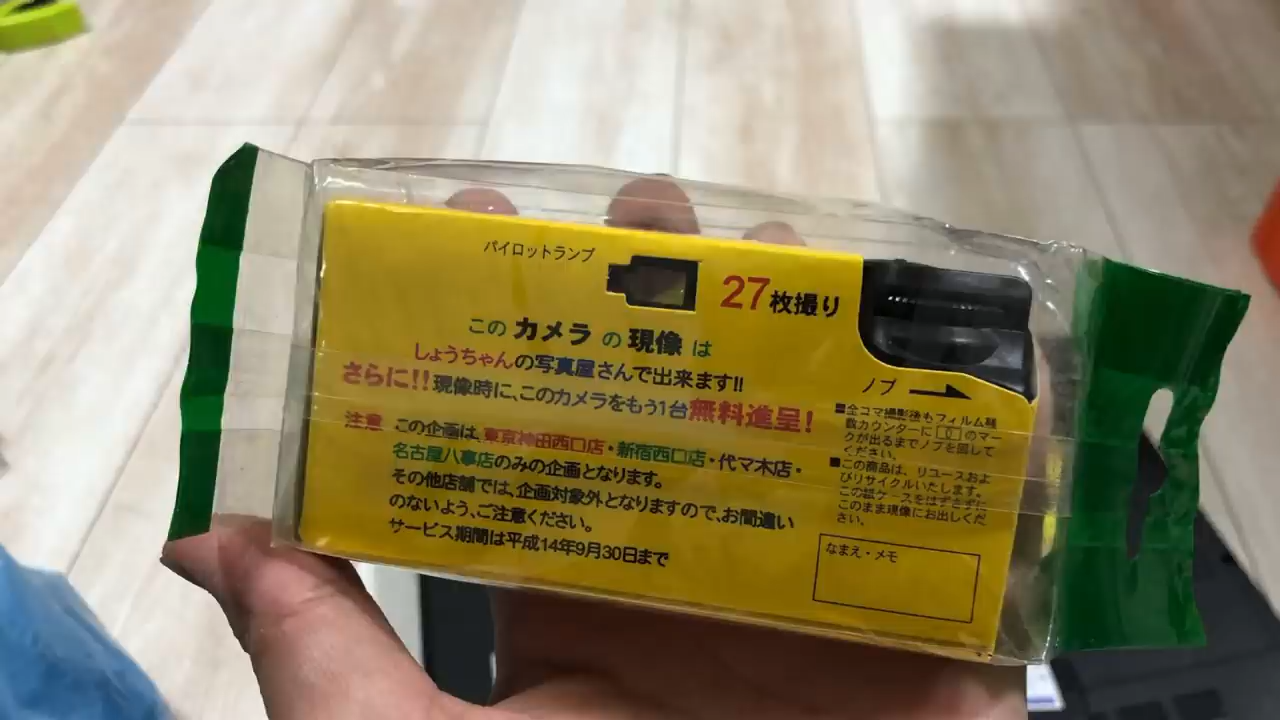 パイロットランプ
27枚撮り
この カメラ の 現像 は
しょうちゃんの写真屋さんで出来ます!!
さらに!!現像時に、このカメラをもう1台無料進呈!
注意 この企画は、東京神田西口店・新宿西口店・代々木店・
名古屋八事店のみの企画となります。
その他店舗では、企画対象外となりますので、お間違い
のないよう、ご注意ください。
サービス期間は平成14年9月30日まで
ノブ
■全コマ撮影後もフィルム残
数カウンターに 0 のマー
クが出るまでノブを回して
ください。
■この商品は、リユースおよ
びリサイクルいたします。
この紙ケースをはずさずに
このまま現像にお出しくだ
さい。
なまえ・メモ